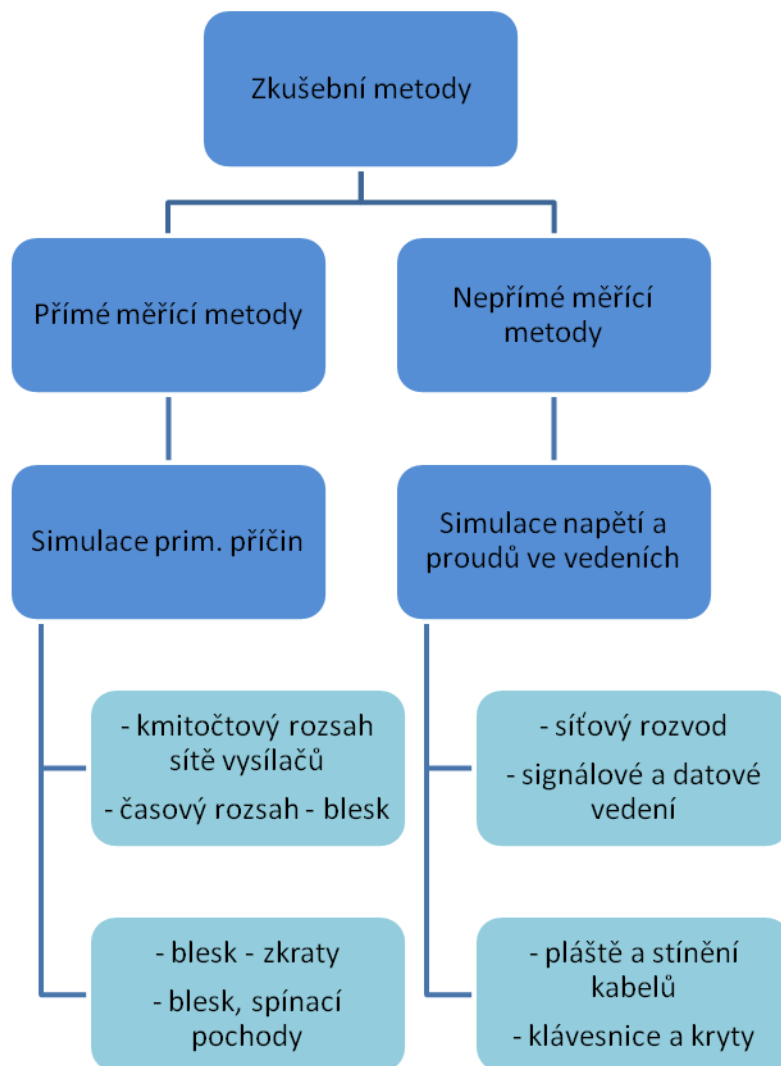 Zkušební metody
Přímé měřící metody
Nepřímé měřící
metody
Simulace prim. příčin
Simulace napětí a
proudů ve vedeních
- kmitočtový rozsah
sítě vysílačů
- časový rozsah - blesk
- síťový rozvod
- signálové a datové
vedení
- blesk - zkraty
- blesk, spínací
pochody
- pláště a stínění
kabelů
- klávesnice a kryty